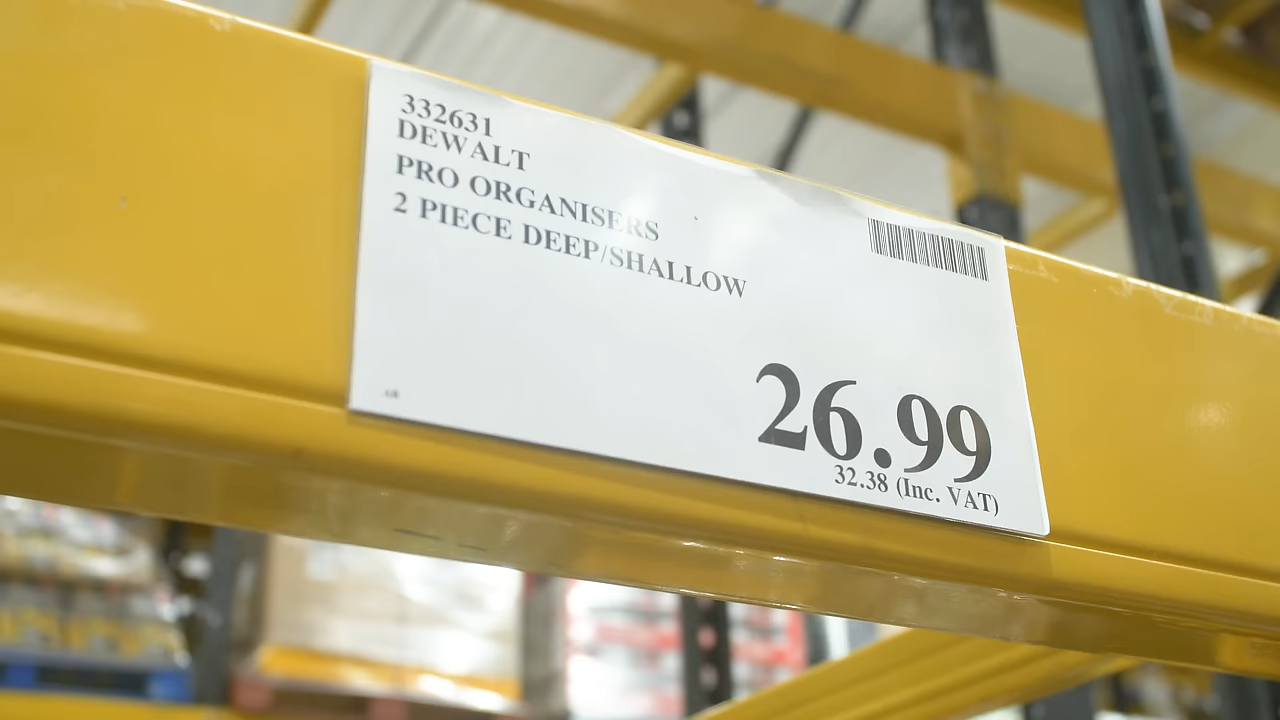 332631
DEWALT
PRO ORGANISERS
2 PIECE DEEP/SHALLOW
26.99
32.38 (Inc. VAT)